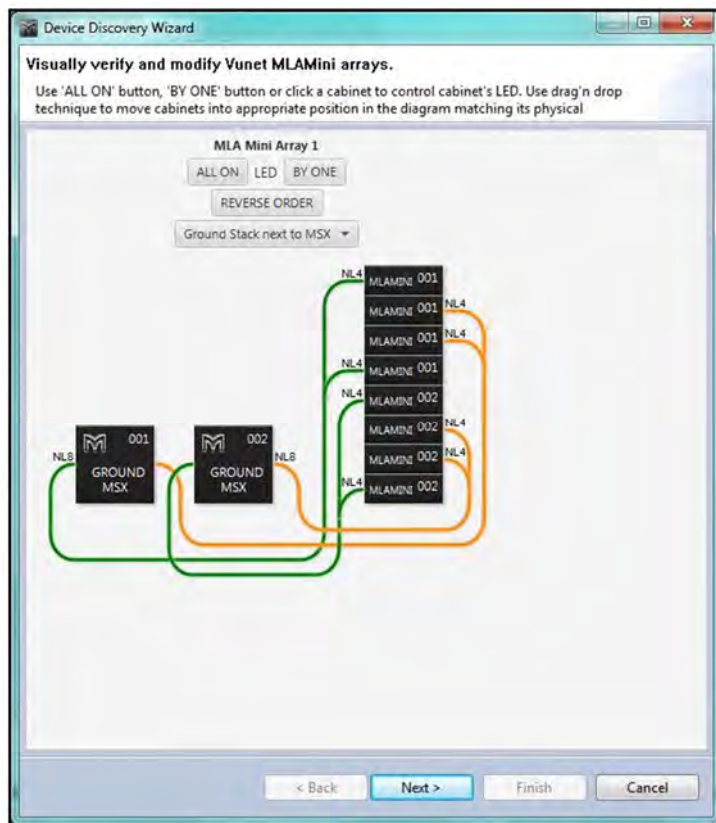 Device Discovery Wizard
Visually verify and modify Vunet MLAMini arrays.
Use 'ALL ON' button, 'BY ONE' button or click a cabinet to control cabinet's LED. Use drag'n drop
technique to move cabinets into appropriate position in the diagram matching its physical
MLA Mini Array 1
ALL ON LED BY ONE
REVERSE ORDER
Ground Stack next to MSX
NL4 MLAMINI 001
MLAMINI 001 NL4
MLAMINI 001 NL4
NL4 MLAMINI 001
NL4 MLAMINI 002
MLAMINI 002 NL4
MLAMINI 002 NL4
NL4 MLAMINI 002
001 002
NL8 NL8
GROUND GROUND
MSX MSX
< Back Next > Finish Cancel